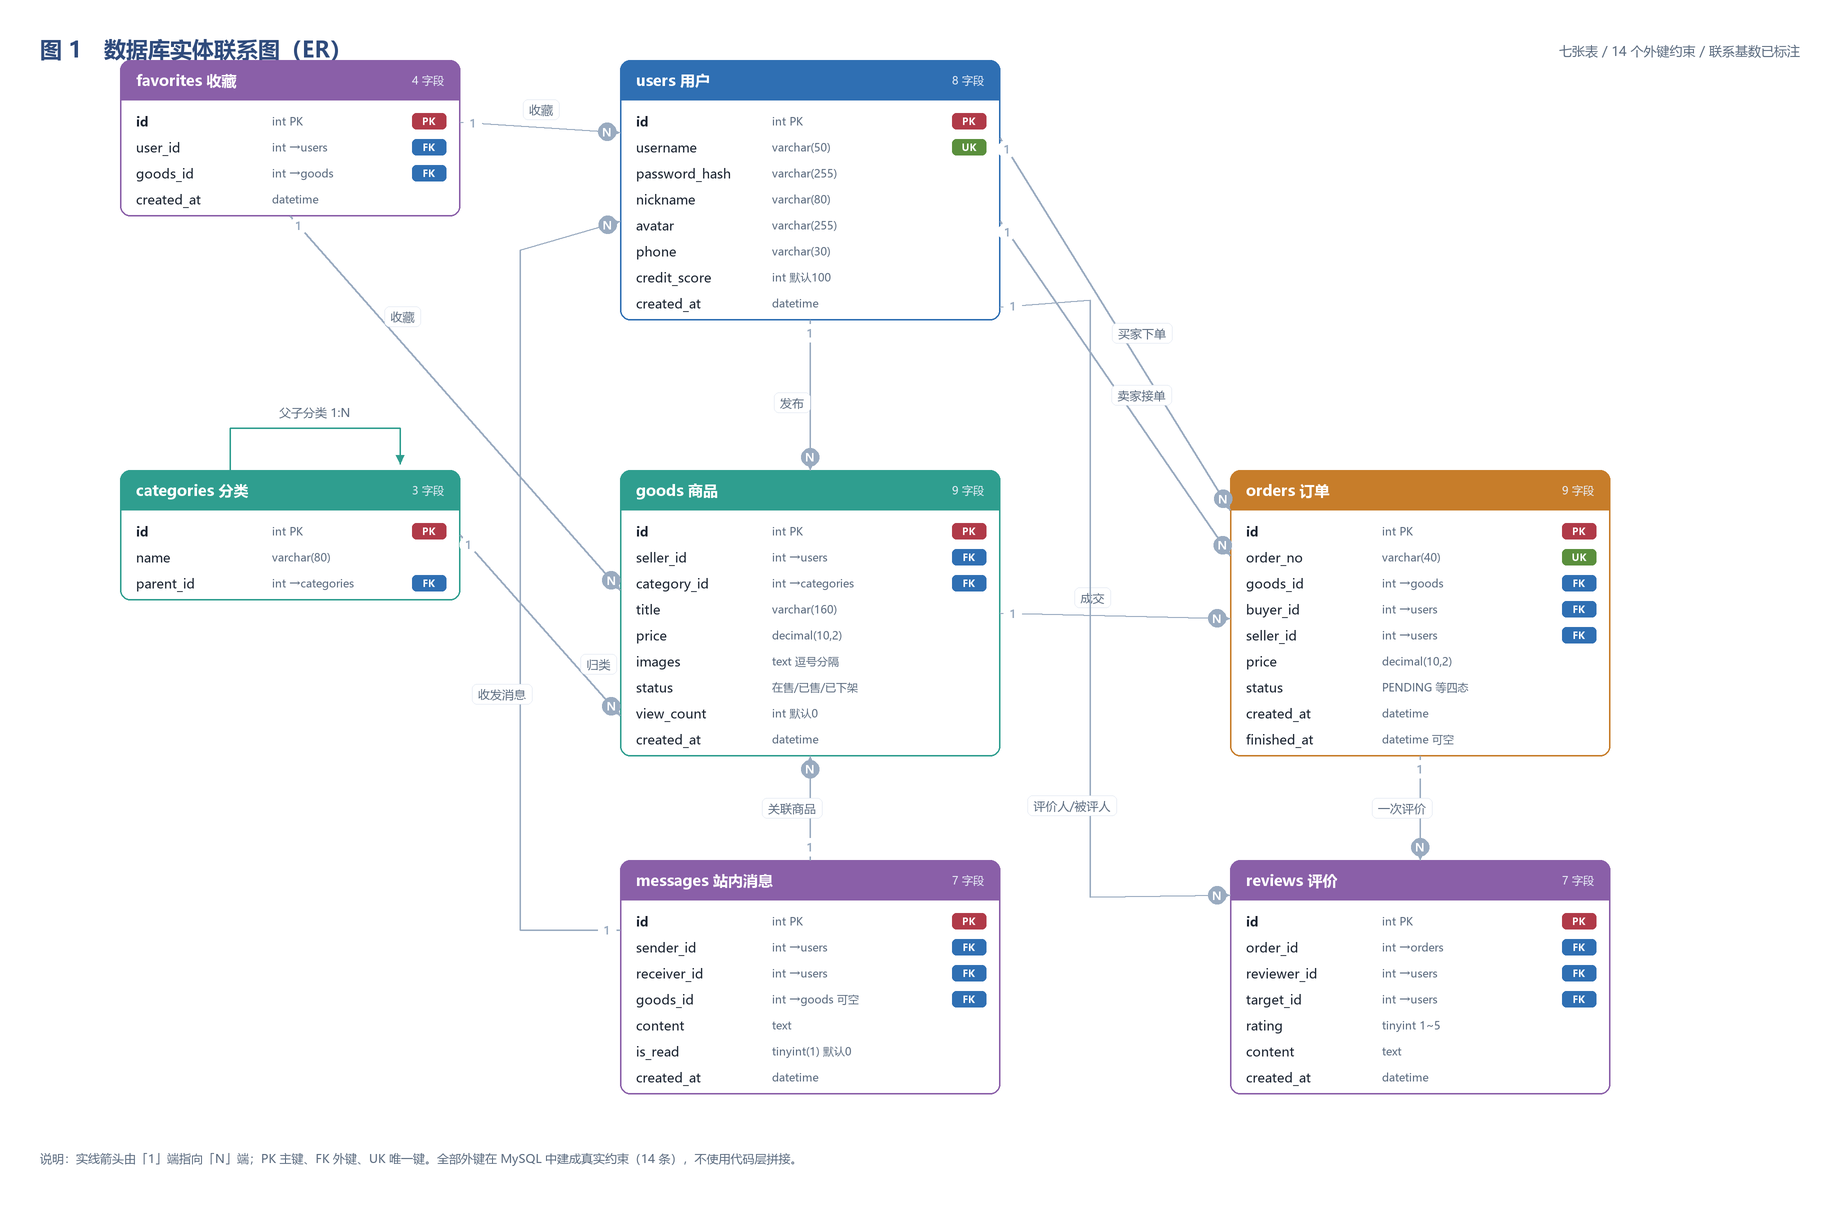 图 1 数据库实体联系图（ER）
七张表 / 14 个外键约束 / 联系基数已标注
favorites 收藏 4 字段
id int PK PK
user_id int →users FK
goods_id int →goods FK
created_at datetime
1 收藏 N
users 用户 8 字段
id int PK PK
username varchar(50) UK
password_hash varchar(255)
nickname varchar(80)
avatar varchar(255)
phone varchar(30)
credit_score int 默认100
created_at datetime
1 收藏 N
1 买家下单 N
1 卖家接单 N
1 发布 N
父子分类 1:N
categories 分类 3 字段
id int PK PK
name varchar(80)
parent_id int →categories FK
1 归类 N
goods 商品 9 字段
id int PK PK
seller_id int →users FK
category_id int →categories FK
title varchar(160)
price decimal(10,2)
images text 逗号分隔
status 在售/已售/已下架
view_count int 默认0
created_at datetime
1 成交 N
orders 订单 9 字段
id int PK PK
order_no varchar(40) UK
goods_id int →goods FK
buyer_id int →users FK
seller_id int →users FK
price decimal(10,2)
status PENDING 等四态
created_at datetime
finished_at datetime 可空
1 收发消息 N
N 关联商品 1
1 评价人/被评人 N
1 一次评价 N
messages 站内消息 7 字段
id int PK PK
sender_id int →users FK
receiver_id int →users FK
goods_id int →goods 可空 FK
content text
is_read tinyint(1) 默认0
created_at datetime
reviews 评价 7 字段
id int PK PK
order_id int →orders FK
reviewer_id int →users FK
target_id int →users FK
rating tinyint 1~5
content text
created_at datetime
说明：实线箭头由「1」端指向「N」端；PK 主键、FK 外键、UK 唯一键。全部外键在 MySQL 中建成真实约束（14 条），不使用代码层拼接。